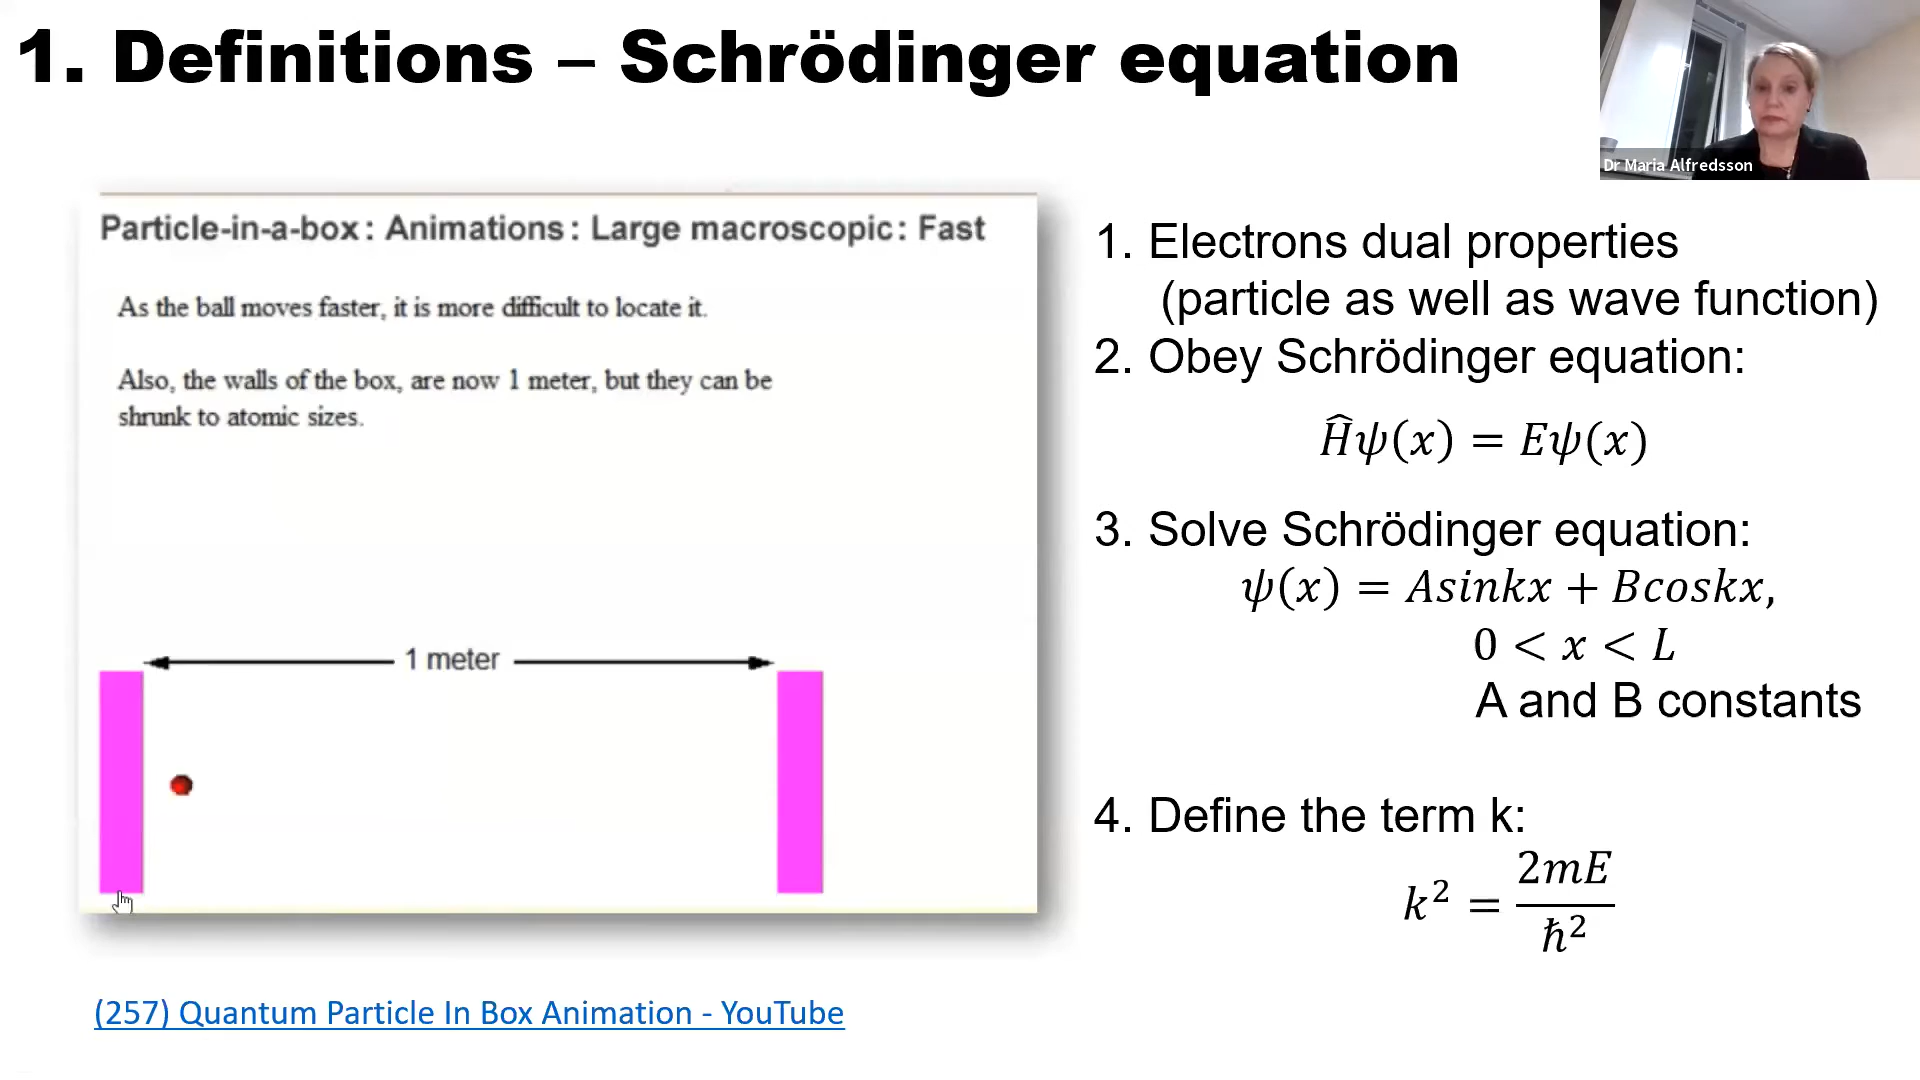 1. Definitions – Schrödinger equation
Dr Maria Alfredsson
Particle-in-a-box: Animations: Large macroscopic: Fast
As the ball moves faster, it is more difficult to locate it.
Also, the walls of the box, are now 1 meter, but they can be
shrunk to atomic sizes.
1 meter
(257) Quantum Particle In Box Animation - YouTube
1. Electrons dual properties
(particle as well as wave function)
2. Obey Schrödinger equation:
Ĥψ(x) = Eψ(x)
3. Solve Schrödinger equation:
ψ(x) = Asinkx + Bcoskx,
0 < x < L
A and B constants
4. Define the term k:
k² = 2mE/ħ²